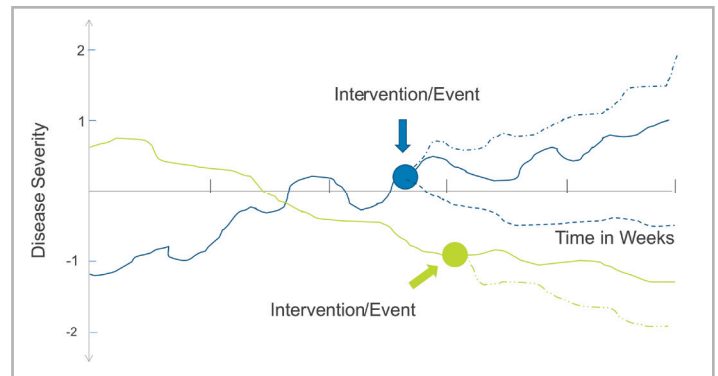 2
Intervention/Event
1
Disease Severity
Time in Weeks
-1
Intervention/Event
-2